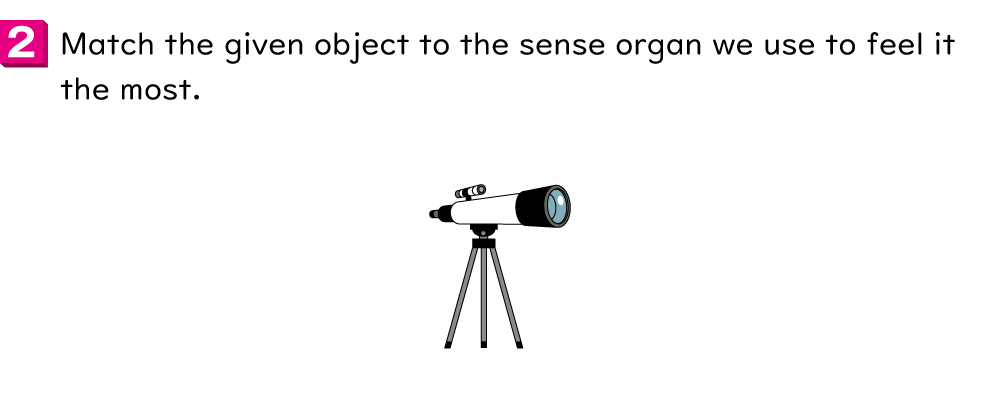 2 Match the given object to the sense organ we use to feel it
the most.